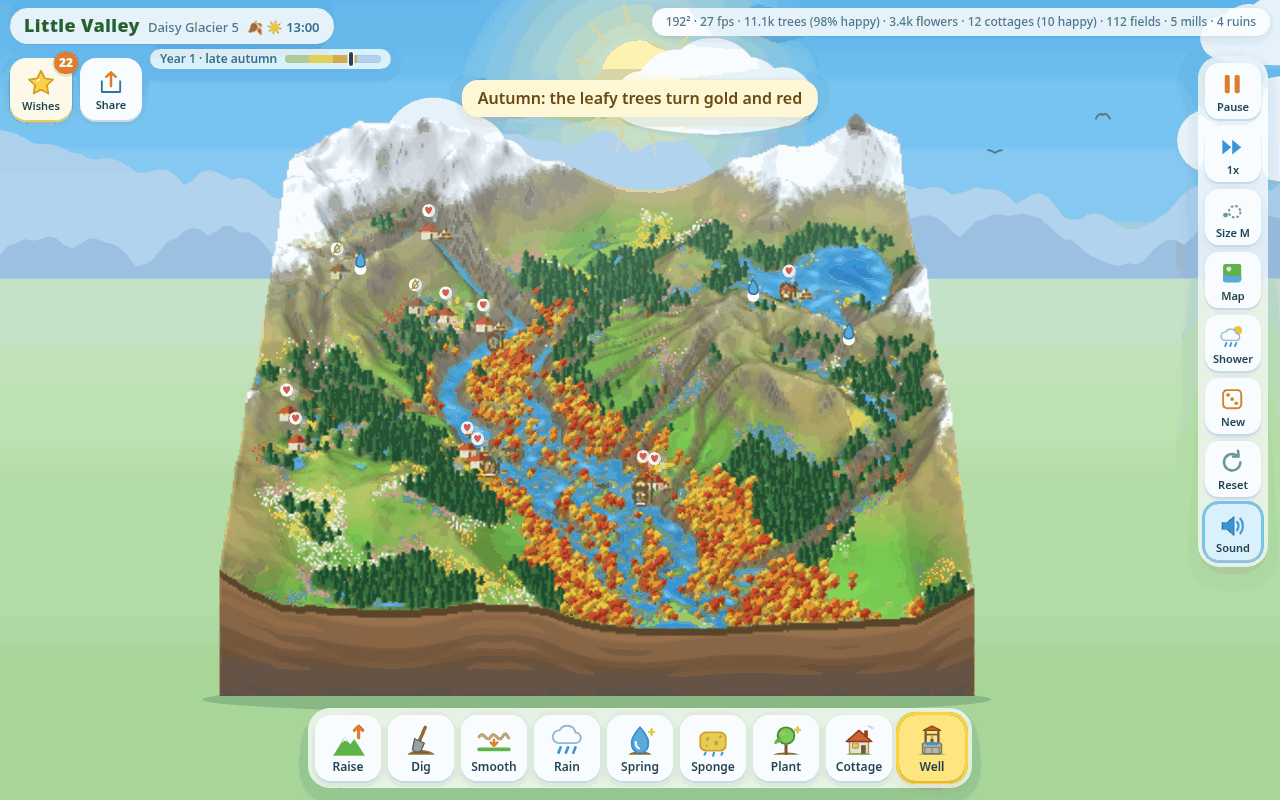 Little Valley Daisy Glacier 5 13:00
192² · 27 fps · 11.1k trees (98% happy) · 3.4k flowers · 12 cottages (10 happy) · 112 fields · 5 mills · 4 ruins
Year 1 · late autumn
22
Wishes
Share
Autumn: the leafy trees turn gold and red
Pause
1x
Size M
Map
Shower
New
Reset
Sound
Raise
Dig
Smooth
Rain
Spring
Sponge
Plant
Cottage
Well